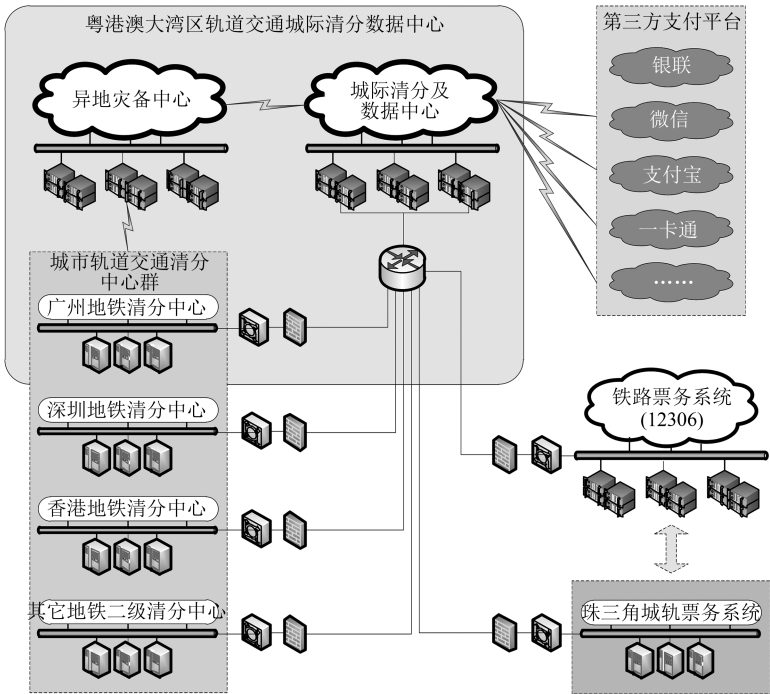 粤港澳大湾区轨道交通城际清分数据中心
第三方支付平台
异地灾备中心
城际清分及
数据中心
银联
微信
支付宝
一卡通
……
城市轨道交通清分
中心群
广州地铁清分中心
深圳地铁清分中心
香港地铁清分中心
其它地铁二级清分中心
铁路票务系统
(12306)
珠三角城轨票务系统